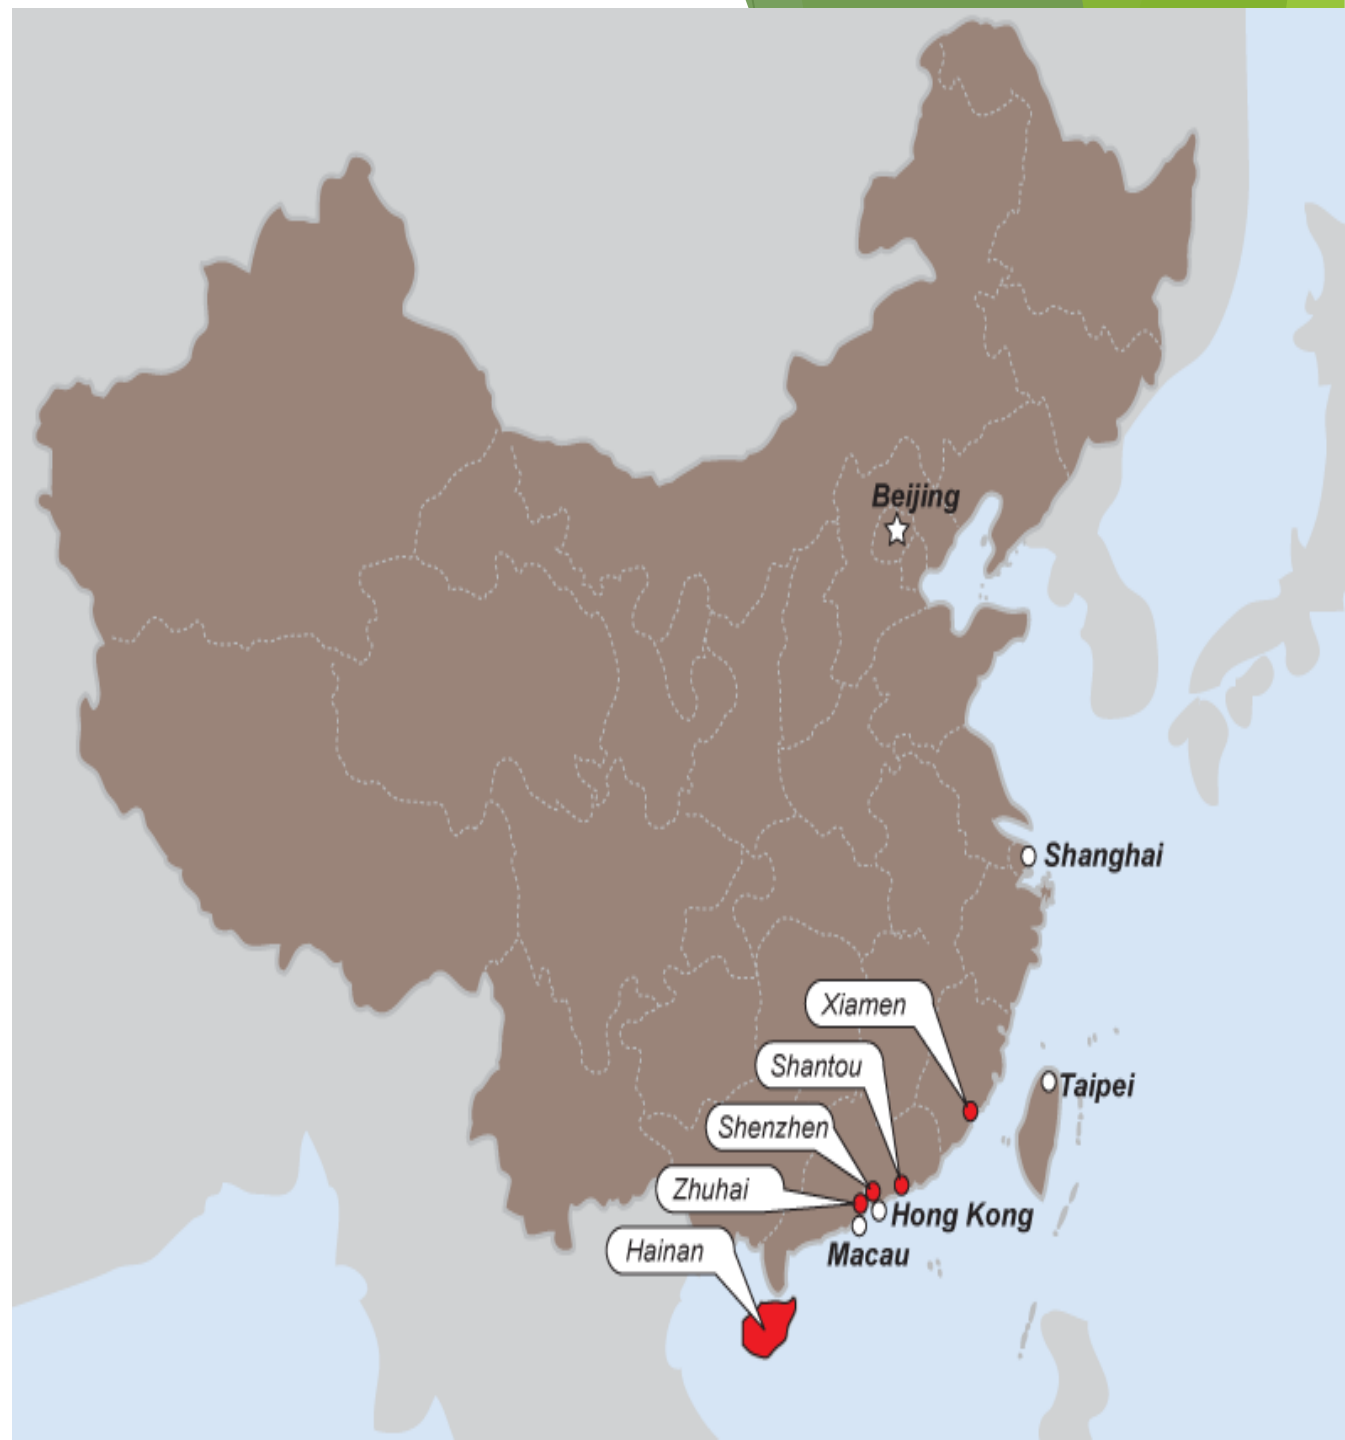 Beijing
Shanghai
Xiamen
Shantou
Taipei
Shenzhen
Zhuhai
Hong Kong
Hainan
Macau